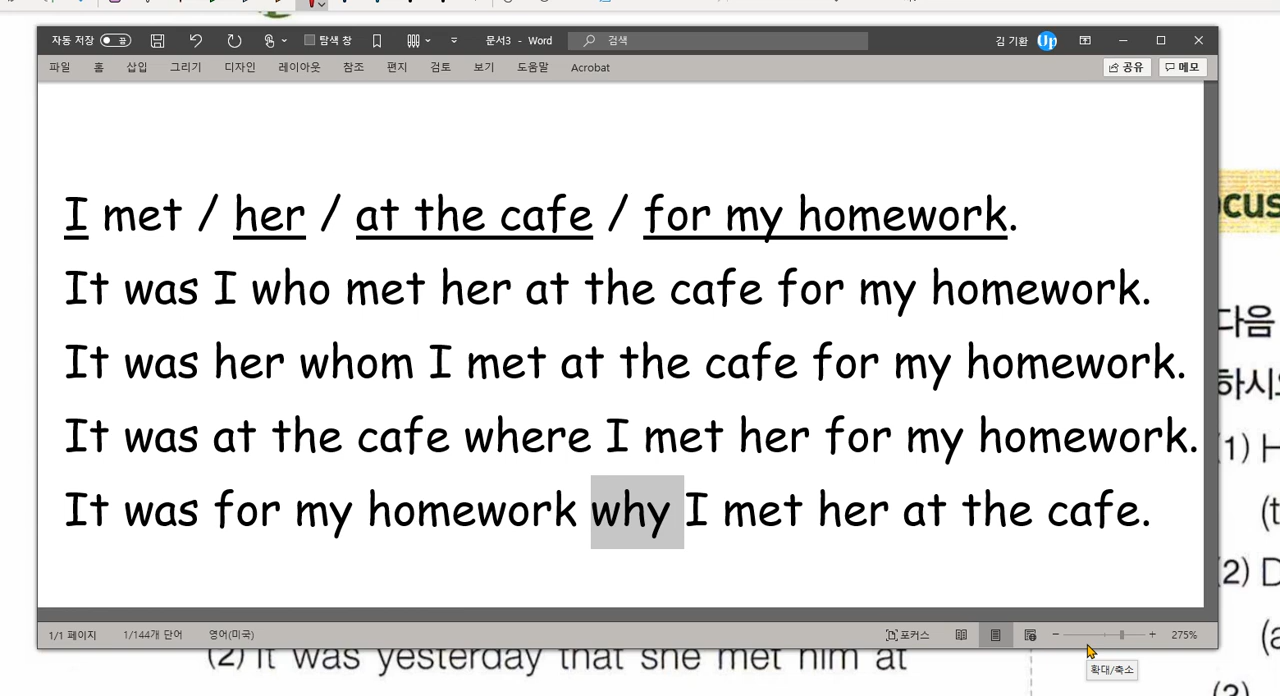 자동 저장 끔 탐색 창 문서3 - Word 검색 김 기환 Up
파일 홈 삽입 그리기 디자인 레이아웃 참조 편지 검토 보기 도움말 Acrobat 공유 메모
I met / her / at the cafe / for my homework.
It was I who met her at the cafe for my homework.
It was her whom I met at the cafe for my homework.
It was at the cafe where I met her for my homework.
It was for my homework why I met her at the cafe.
1/1 페이지 1/144개 단어 영어(미국) 포커스 275%
확대/축소
(2) It was yesterday that she met him at
ocus
다음
하시오
(1) H
(t
(2) D
(a